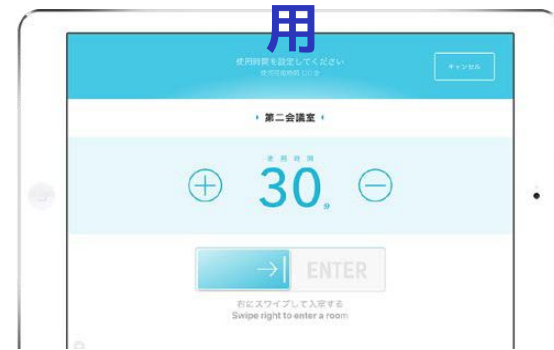 用
使用時間を設定してください
キャンセル
第二会議室
使用時間
30分
ENTER
右にスワイプして入室する
Swipe right to enter a room